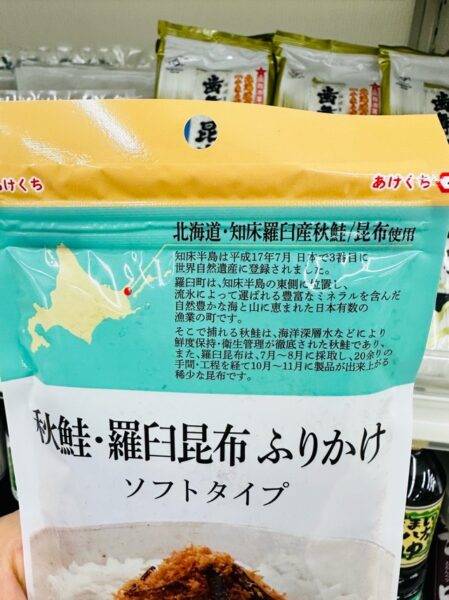 昆
あけくち
あけくち
北海道・知床羅臼産秋鮭/昆布使用
知床半島は平成17年7月 日本で3番目に
世界自然遺産に登録されました。
羅臼町は、知床半島の東側に位置し、
流氷によって運ばれる豊富なミネラルを含んだ
自然豊かな海と山に恵まれた日本有数の
漁業の町です。
そこで捕れる秋鮭は、海洋深層水などにより
鮮度保持・衛生管理が徹底された秋鮭であり、
また、羅臼昆布は、7月～8月に採取し、20余りの
手間・工程を経て10月～11月に製品が出来上がる
稀少な昆布です。
秋鮭・羅臼昆布 ふりかけ
ソフトタイプ